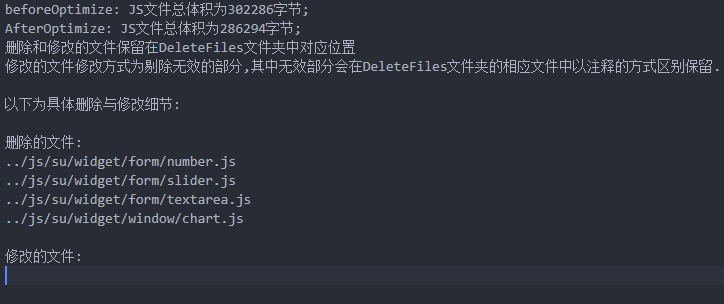 beforeOptimize: JS文件总体积为302286字节;
AfterOptimize: JS文件总体积为286294字节;
删除和修改的文件保留在DeleteFiles文件夹中对应位置
修改的文件修改方式为剔除无效的部分,其中无效部分会在DeleteFiles文件夹的相应文件中以注释的方式区别保留.
以下为具体删除与修改细节:
删除的文件:
../js/su/widget/form/number.js
../js/su/widget/form/slider.js
../js/su/widget/form/textarea.js
../js/su/widget/window/chart.js
修改的文件: